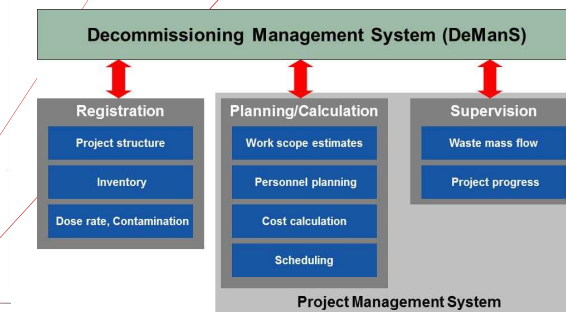 Decommissioning Management System (DeManS)
Registration
Project structure
Inventory
Dose rate, Contamination
Planning/Calculation
Work scope estimates
Personnel planning
Cost calculation
Scheduling
Supervision
Waste mass flow
Project progress
Project Management System